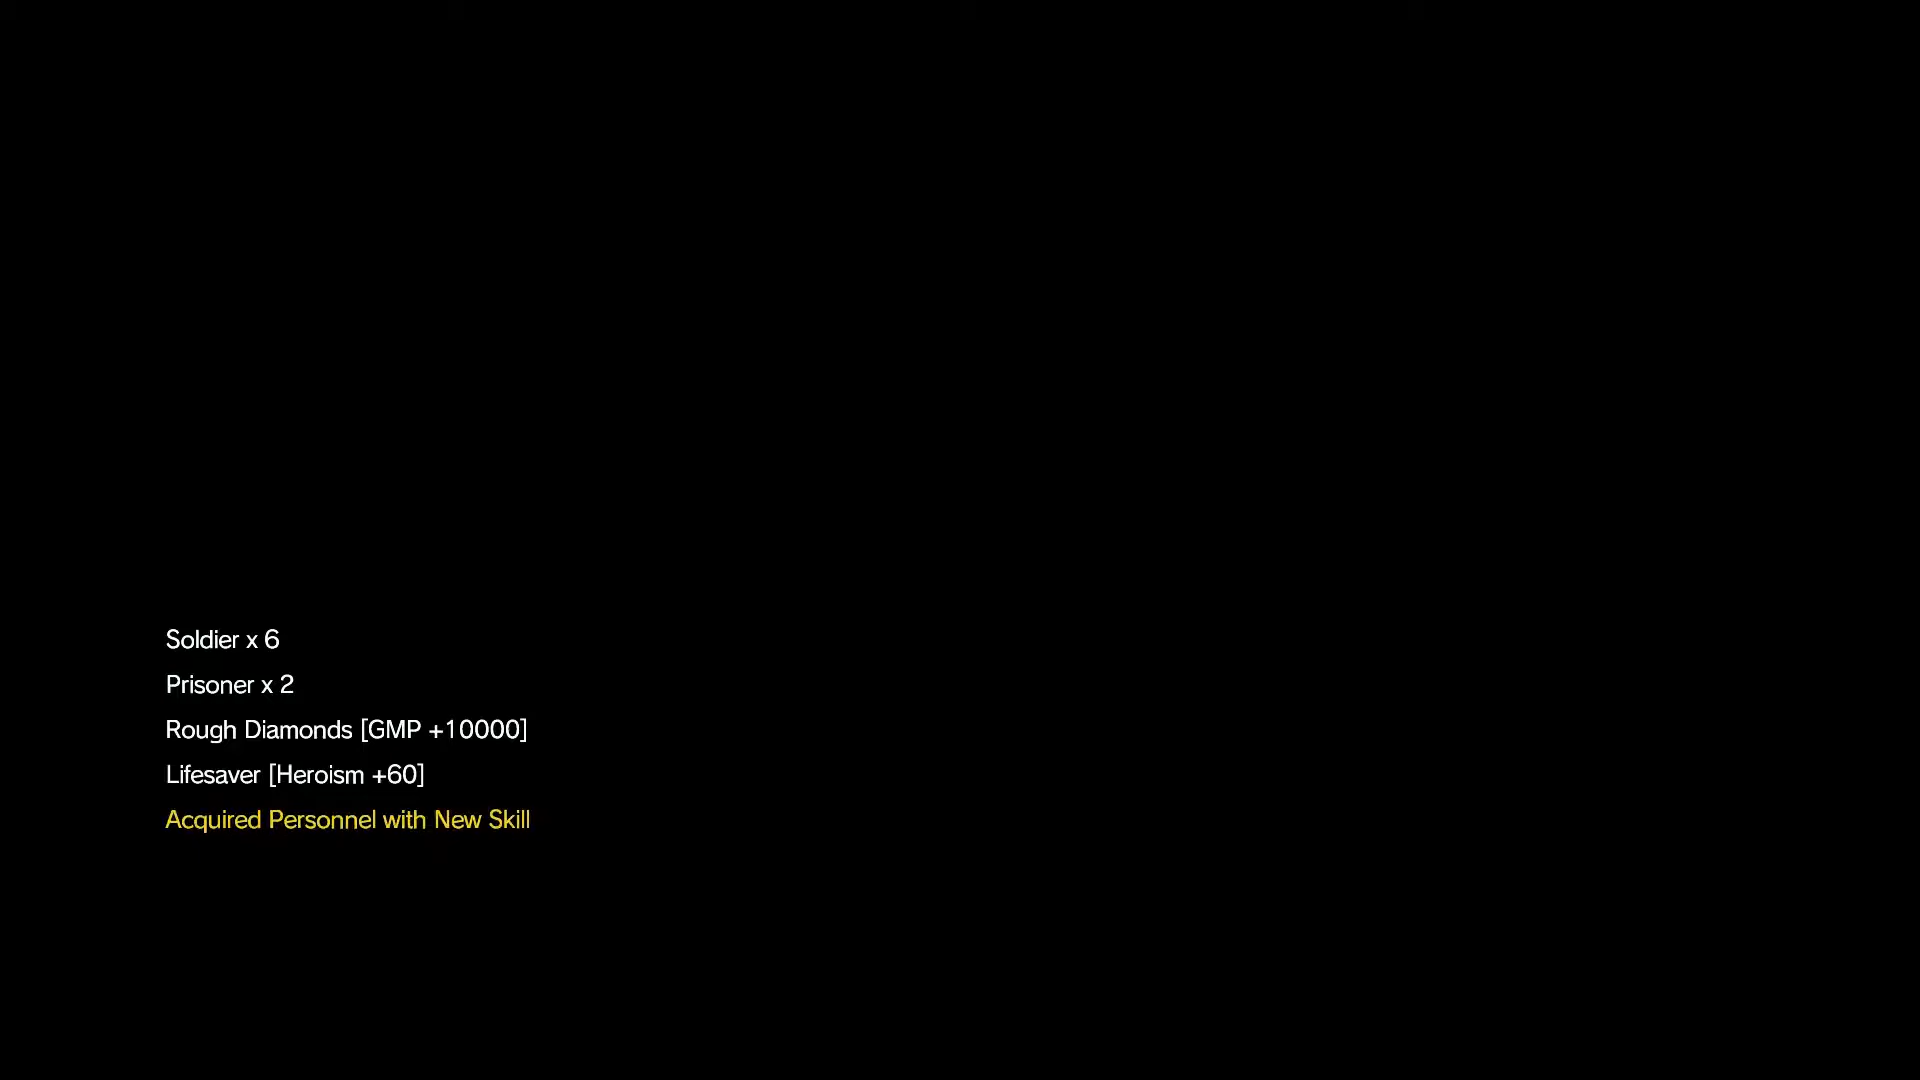 Soldier x 6
Prisoner x 2
Rough Diamonds [GMP +10000]
Lifesaver [Heroism +60]
Acquired Personnel with New Skill